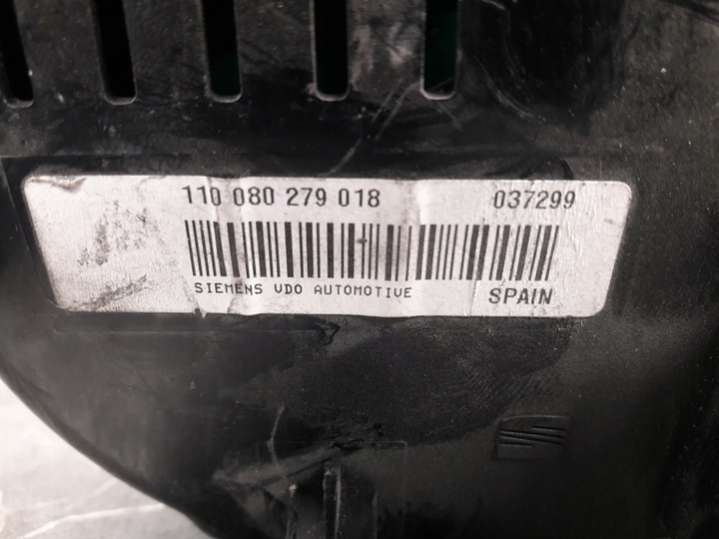 110 080 279 018 037299
SIEMENS VDO AUTOMOTIVE SPAIN